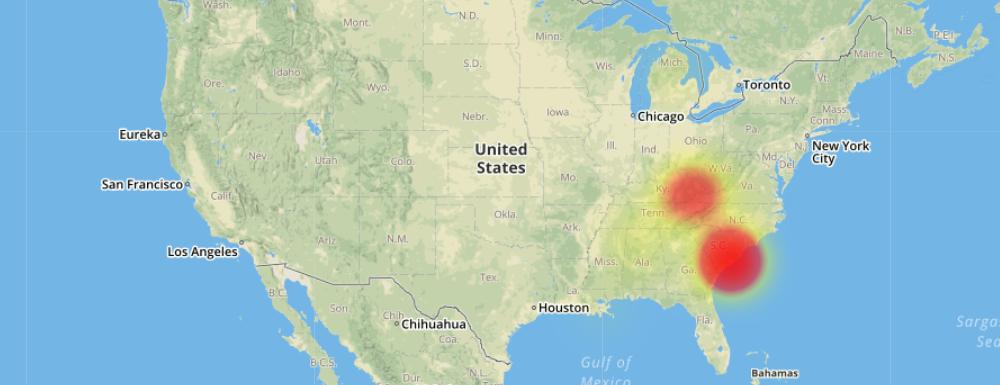 Wash.
N.D.
Mont.
Minn.
N.B.
P.E.I.
Maine
N.S.
Ore.
Idaho
S.D.
Wis.
Mich.
Vt.
Wyo.
Toronto
N.Y.
Nebr.
Iowa
Chicago
Mass.
Conn.
Eureka
Nev.
Utah
Colo.
United
States
Ill.
Ind.
Ohio
Pa.
N.J.
New York
City
Mo.
W.Va.
Md.
Del.
San Francisco
Calif.
Ky.
Va.
Okla.
Tenn.
N.C.
Los Angeles
Ariz
N.M.
Ark.
S.C.
Tex.
Miss.
Ala.
Ga.
B.C.
Son.
Chih.
Chihuahua
La.
Houston
Fla.
Coa.
B.C.S.
Dur.
N.L.
Gulf of
Mexico
Bahamas